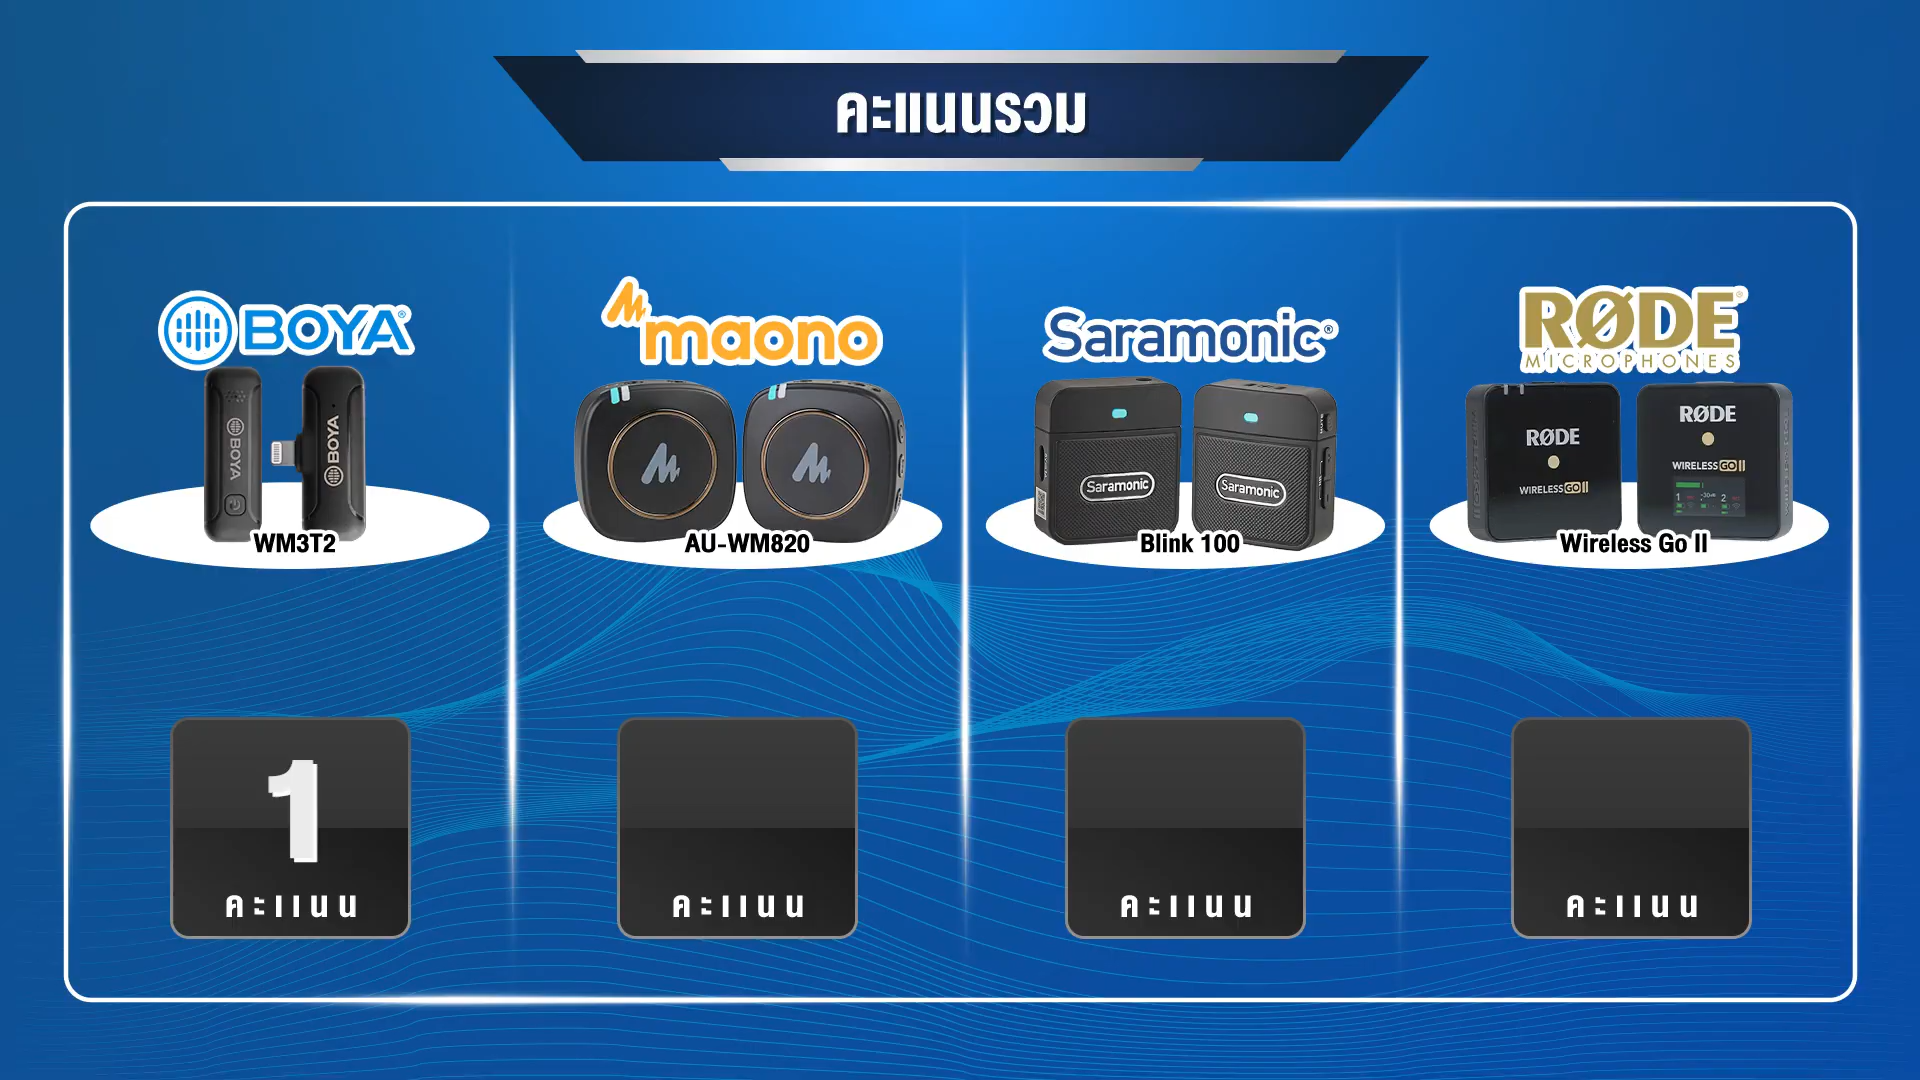 คะแนนรวม
BOYA®
maono
Saramonic®
RØDE®
MICROPHONES
BOYA
BOYA
Saramonic
Saramonic
RØDE
WIRELESS GO II
RØDE
WIRELESS GO II
1 2
WM3T2
AU-WM820
Blink 100
Wireless Go II
1
คะแนน
คะแนน
คะแนน
คะแนน